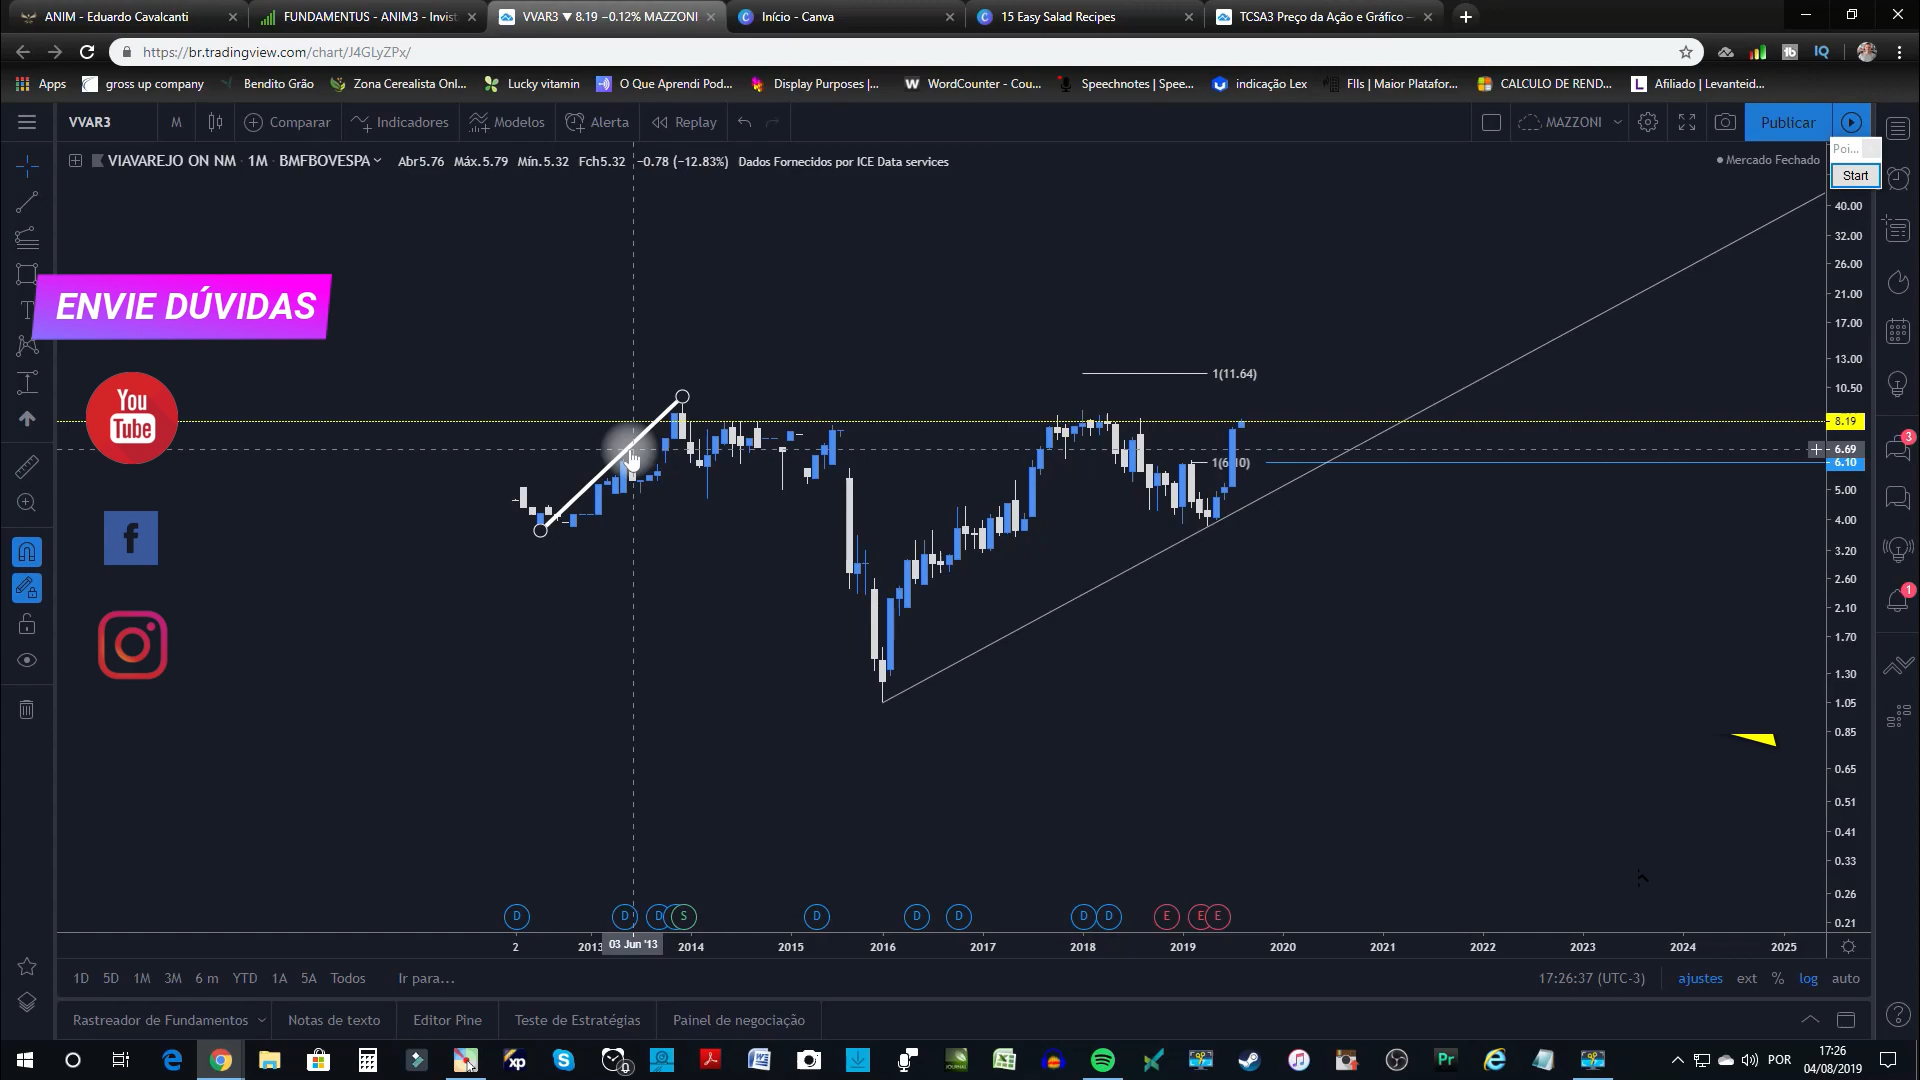 ANIM - Eduardo Cavalcanti
FUNDAMENTUS - ANIM3 - Invist
VVAR3 ▼ 8.19 −0.12% MAZZONI
Início - Canva
15 Easy Salad Recipes
TCSA3 Preço da Ação e Gráfico —
https://br.tradingview.com/chart/J4GLyZPx/
Apps
gross up company
Bendito Grão
Zona Cerealista Onl...
Lucky vitamin
O Que Aprendi Pod...
Display Purposes |...
WordCounter - Cou...
Speechnotes | Spee...
indicação Lex
FIIs | Maior Platafor...
CALCULO DE REND...
Afiliado | Levanteid...
VVAR3
M
Comparar
Indicadores
Modelos
Alerta
Replay
MAZZONI
Publicar
VIAVAREJO ON NM 1M BMFBOVESPA
Abr5.76 Máx.5.79 Mín.5.32 Fch5.32 −0.78 (−12.83%) Dados Fornecidos por ICE Data services
Mercado Fechado
Poi...
Start
ENVIE DÚVIDAS
You
Tube
1(11.64)
1(6.10)
40.00
32.00
26.00
21.00
17.00
13.00
10.50
8.19
6.69
6.10
5.00
4.00
3.20
2.60
2.10
1.70
1.30
1.05
0.85
0.65
0.51
0.41
0.33
0.26
0.21
3
1
D D D S D D D D D E E E
2 2013 03 Jun '13 2014 2015 2016 2017 2018 2019 2020 2021 2022 2023 2024 2025
1D 5D 1M 3M 6 m YTD 1A 5A Todos Ir para...
17:26:37 (UTC-3) ajustes ext % log auto
Rastreador de Fundamentos
Notas de texto
Editor Pine
Teste de Estratégias
Painel de negociação
xp
Pr
POR
17:26
04/08/2019